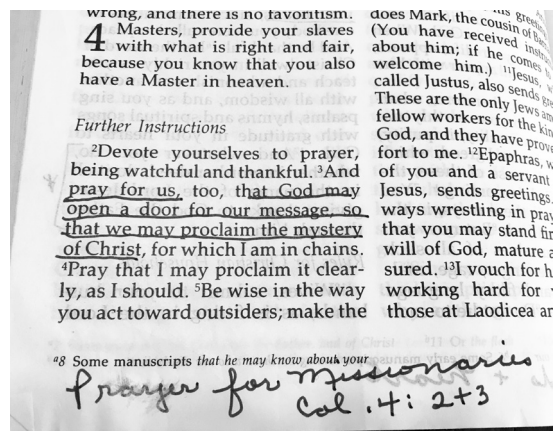 wrong, and there is no favoritism.
4 Masters, provide your slaves
with what is right and fair,
because you know that you also
have a Master in heaven.
Further Instructions
²Devote yourselves to prayer,
being watchful and thankful. ³And
pray for us, too, that God may
open a door for our message, so
that we may proclaim the mystery
of Christ, for which I am in chains.
⁴Pray that I may proclaim it clear-
ly, as I should. ⁵Be wise in the way
you act toward outsiders; make the
does Mark, the cousin of
(You have received
about him; if he comes
welcome him.) ¹¹Jesus,
called Justus, also sends
These are the only Jews
fellow workers for the
God, and they have
fort to me. ¹²Epaphras,
of you and a servant
Jesus, sends greetings.
ways wrestling in
that you may stand
will of God, mature
sured. ¹³I vouch for
working hard for
those at Laodicea
ᵃ8 Some manuscripts that he may know about your
Prayer for Missionaries
Col. 4: 2+3